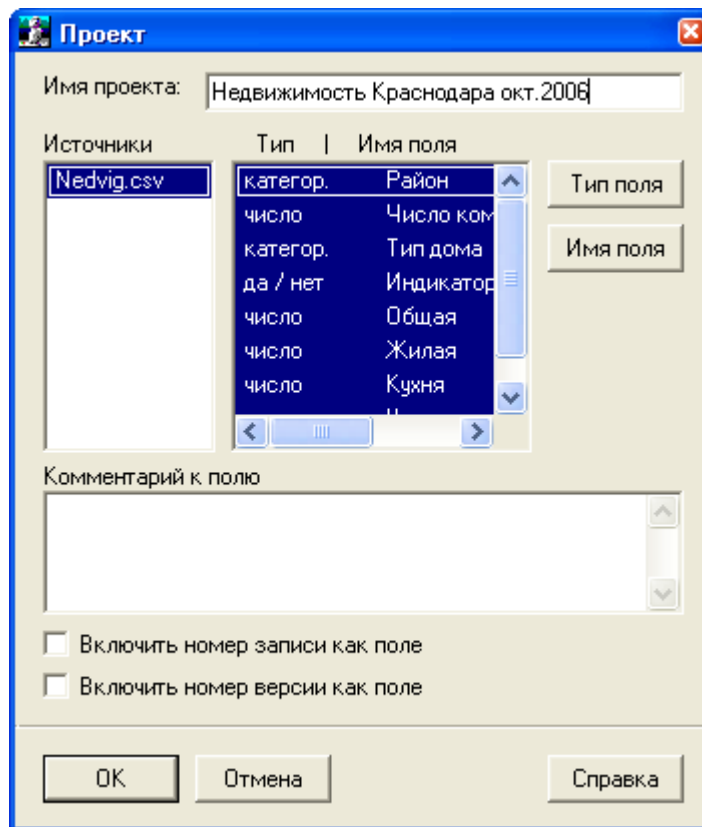 Проект
Имя проекта: Недвижимость Краснодара окт.2006
Источники Тип | Имя поля
Nedvig.csv категор. Район Тип поля
число Число ком
категор. Тип дома Имя поля
да / нет Индикатор
число Общая
число Жилая
число Кухня
Комментарий к полю
Включить номер записи как поле
Включить номер версии как поле
OK Отмена Справка